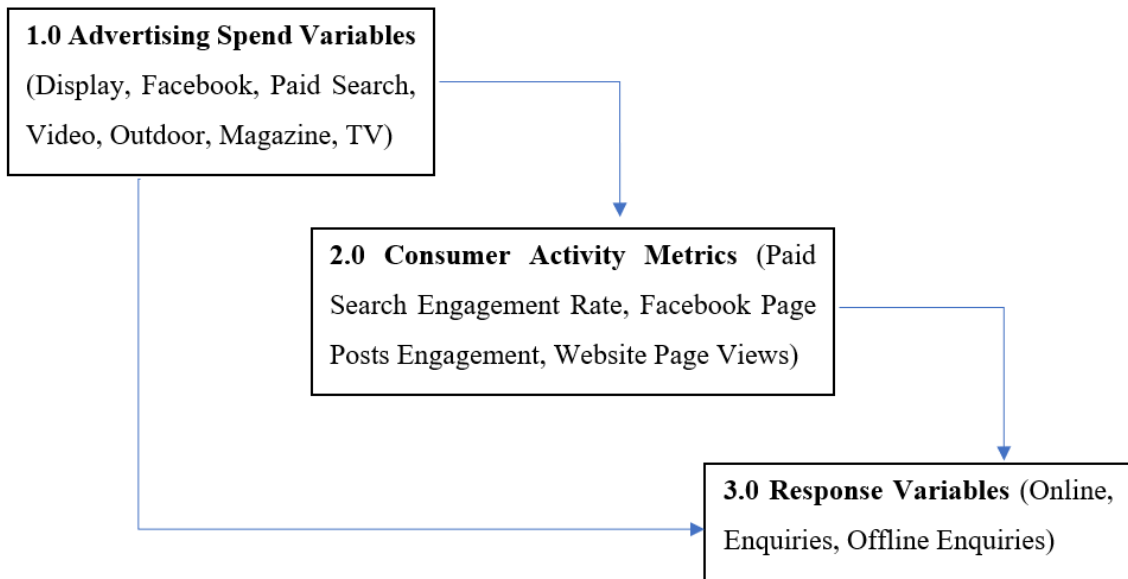 1.0 Advertising Spend Variables
(Display, Facebook, Paid Search,
Video, Outdoor, Magazine, TV)
2.0 Consumer Activity Metrics (Paid
Search Engagement Rate, Facebook Page
Posts Engagement, Website Page Views)
3.0 Response Variables (Online,
Enquiries, Offline Enquiries)